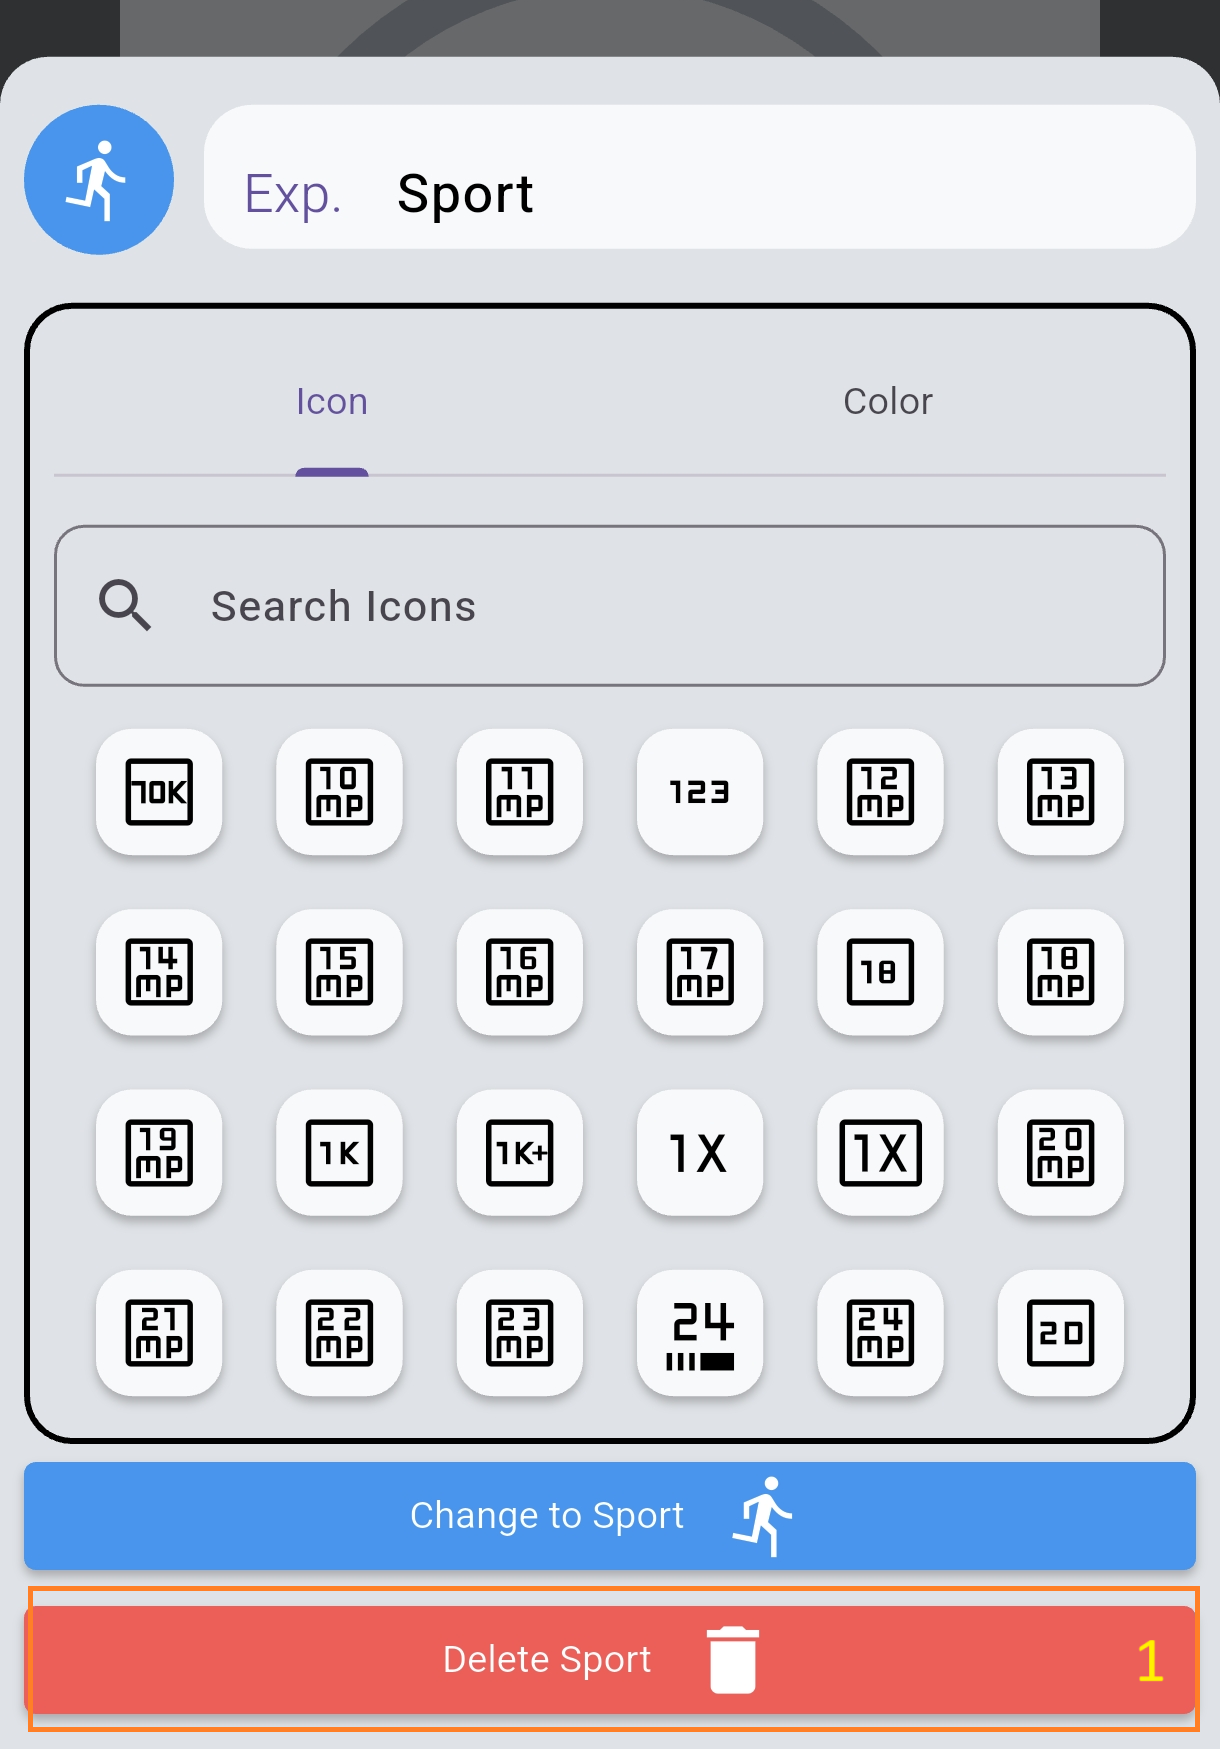 Exp. Sport
Icon Color
Search Icons
10K 10 MP 11 MP 123 12 MP 13 MP
14 MP 15 MP 16 MP 17 MP 18 18 MP
19 MP 1K 1K+ 1X 1X 20 MP
21 MP 22 MP 23 MP 24 24 MP 2D
Change to Sport
Delete Sport 1